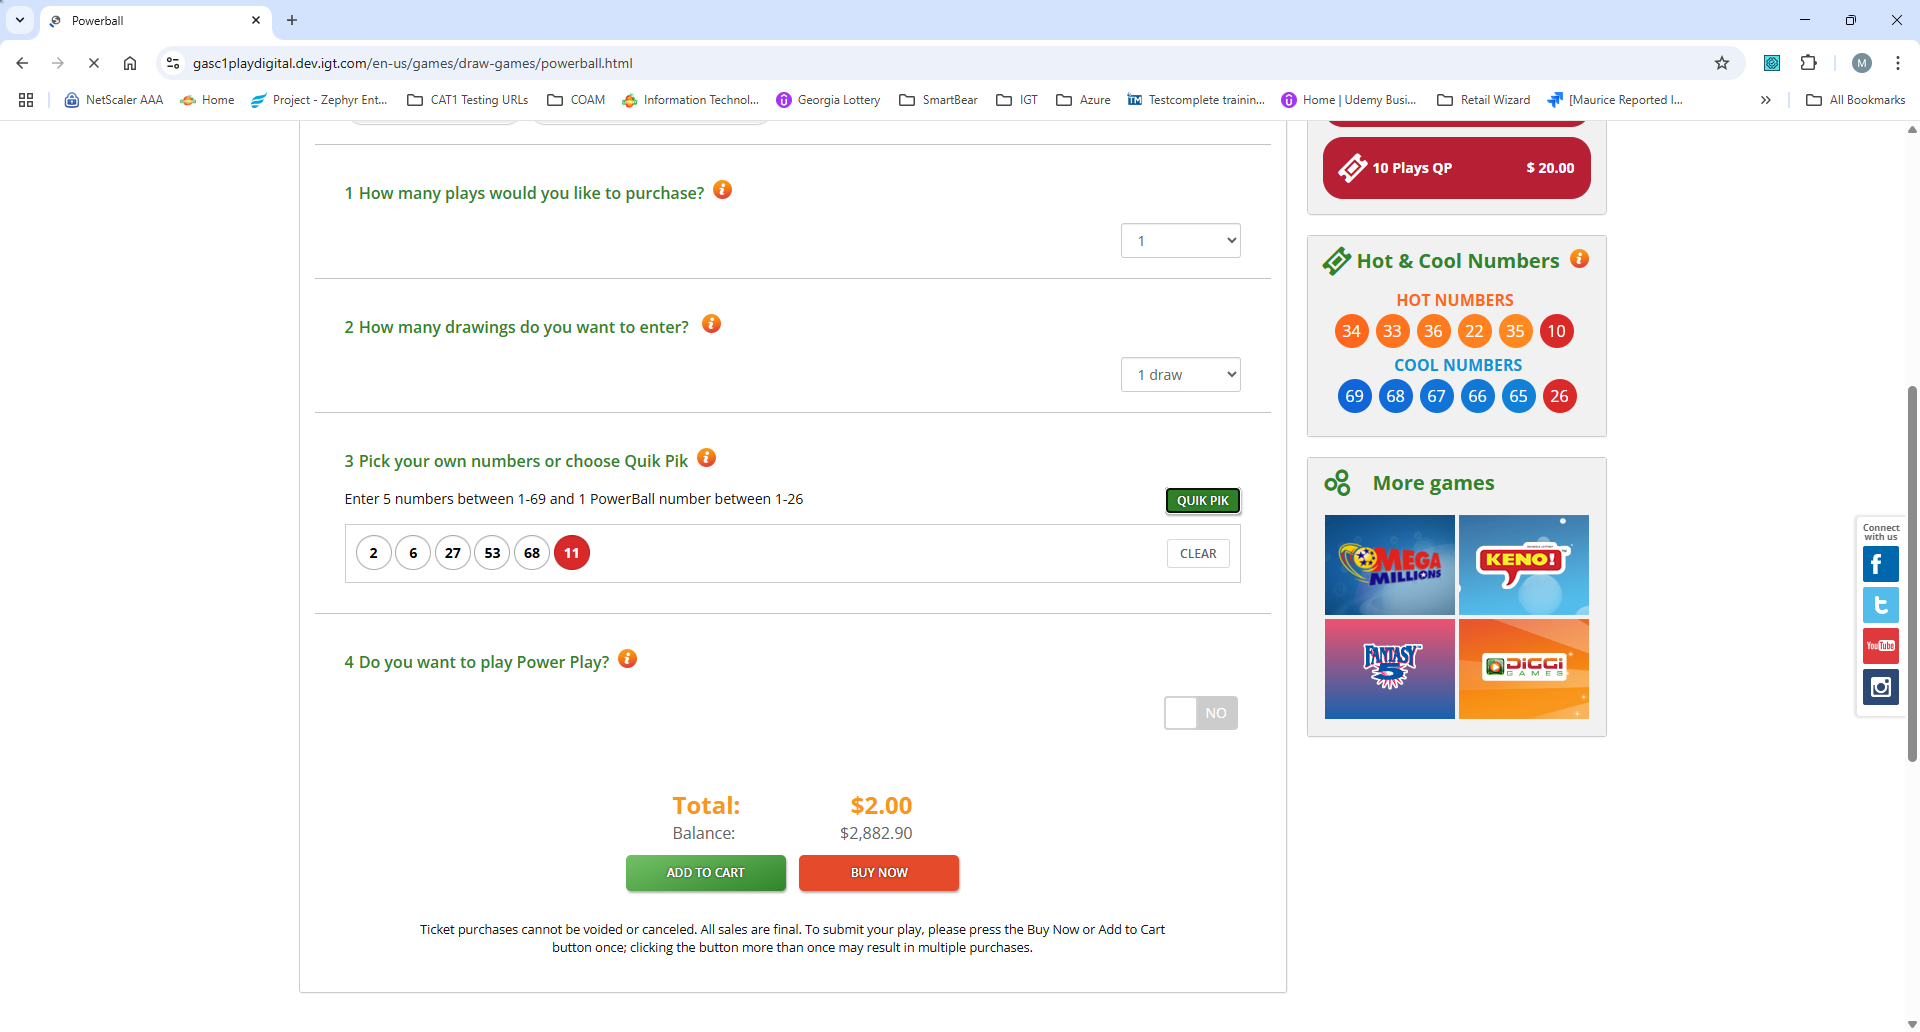 Powerball
gasc1playdigital.dev.igt.com/en-us/games/draw-games/powerball.html
M
NetScaler AAA
Home
Project - Zephyr Ent...
CAT1 Testing URLs
COAM
Information Technol...
Georgia Lottery
SmartBear
IGT
Azure
Testcomplete trainin...
Home | Udemy Busi...
Retail Wizard
[Maurice Reported I...
All Bookmarks
1 How many plays would you like to purchase?
1
2 How many drawings do you want to enter?
1 draw
3 Pick your own numbers or choose Quik Pik
Enter 5 numbers between 1-69 and 1 PowerBall number between 1-26
QUIK PIK
2 6 27 53 68 11
CLEAR
4 Do you want to play Power Play?
NO
Total: $2.00
Balance: $2,882.90
ADD TO CART
BUY NOW
Ticket purchases cannot be voided or canceled. All sales are final. To submit your play, please press the Buy Now or Add to Cart
button once; clicking the button more than once may result in multiple purchases.
10 Plays QP $ 20.00
Hot & Cool Numbers
HOT NUMBERS
34 33 36 22 35 10
COOL NUMBERS
69 68 67 66 65 26
More games
MEGA
MILLIONS
KENO!
FANTASY
5
DiGGi
GAMES
Connect
with us
You Tube